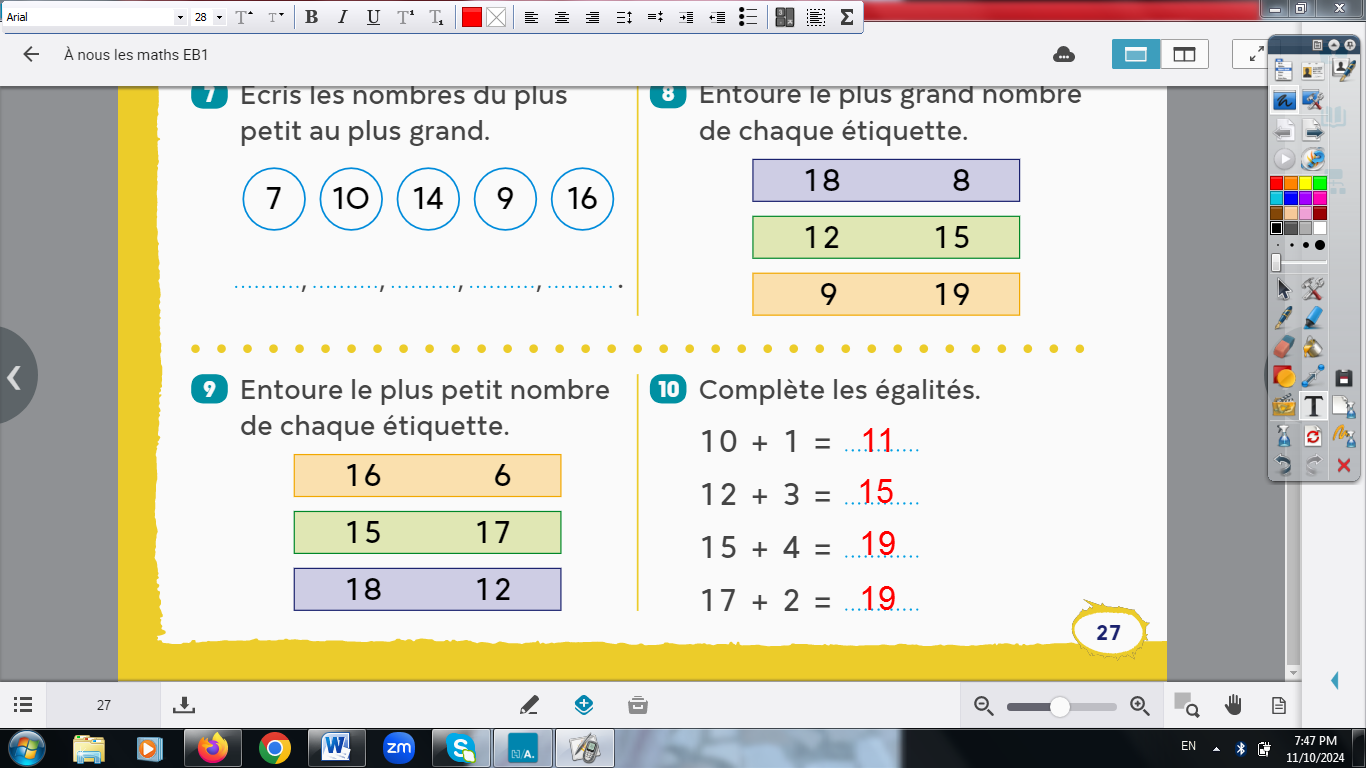 Arial 28 B I U T T
À nous les maths EB1
7 Ecris les nombres du plus
petit au plus grand.
7 10 14 9 16
.........,.........,.........,.........,......... .
8 Entoure le plus grand nombre
de chaque étiquette.
18 8
12 15
9 19
9 Entoure le plus petit nombre
de chaque étiquette.
16 6
15 17
18 12
10 Complète les égalités.
10 + 1 = 11
12 + 3 = 15
15 + 4 = 19
17 + 2 = 19
27
27
zm
EN
7:47 PM
11/10/2024